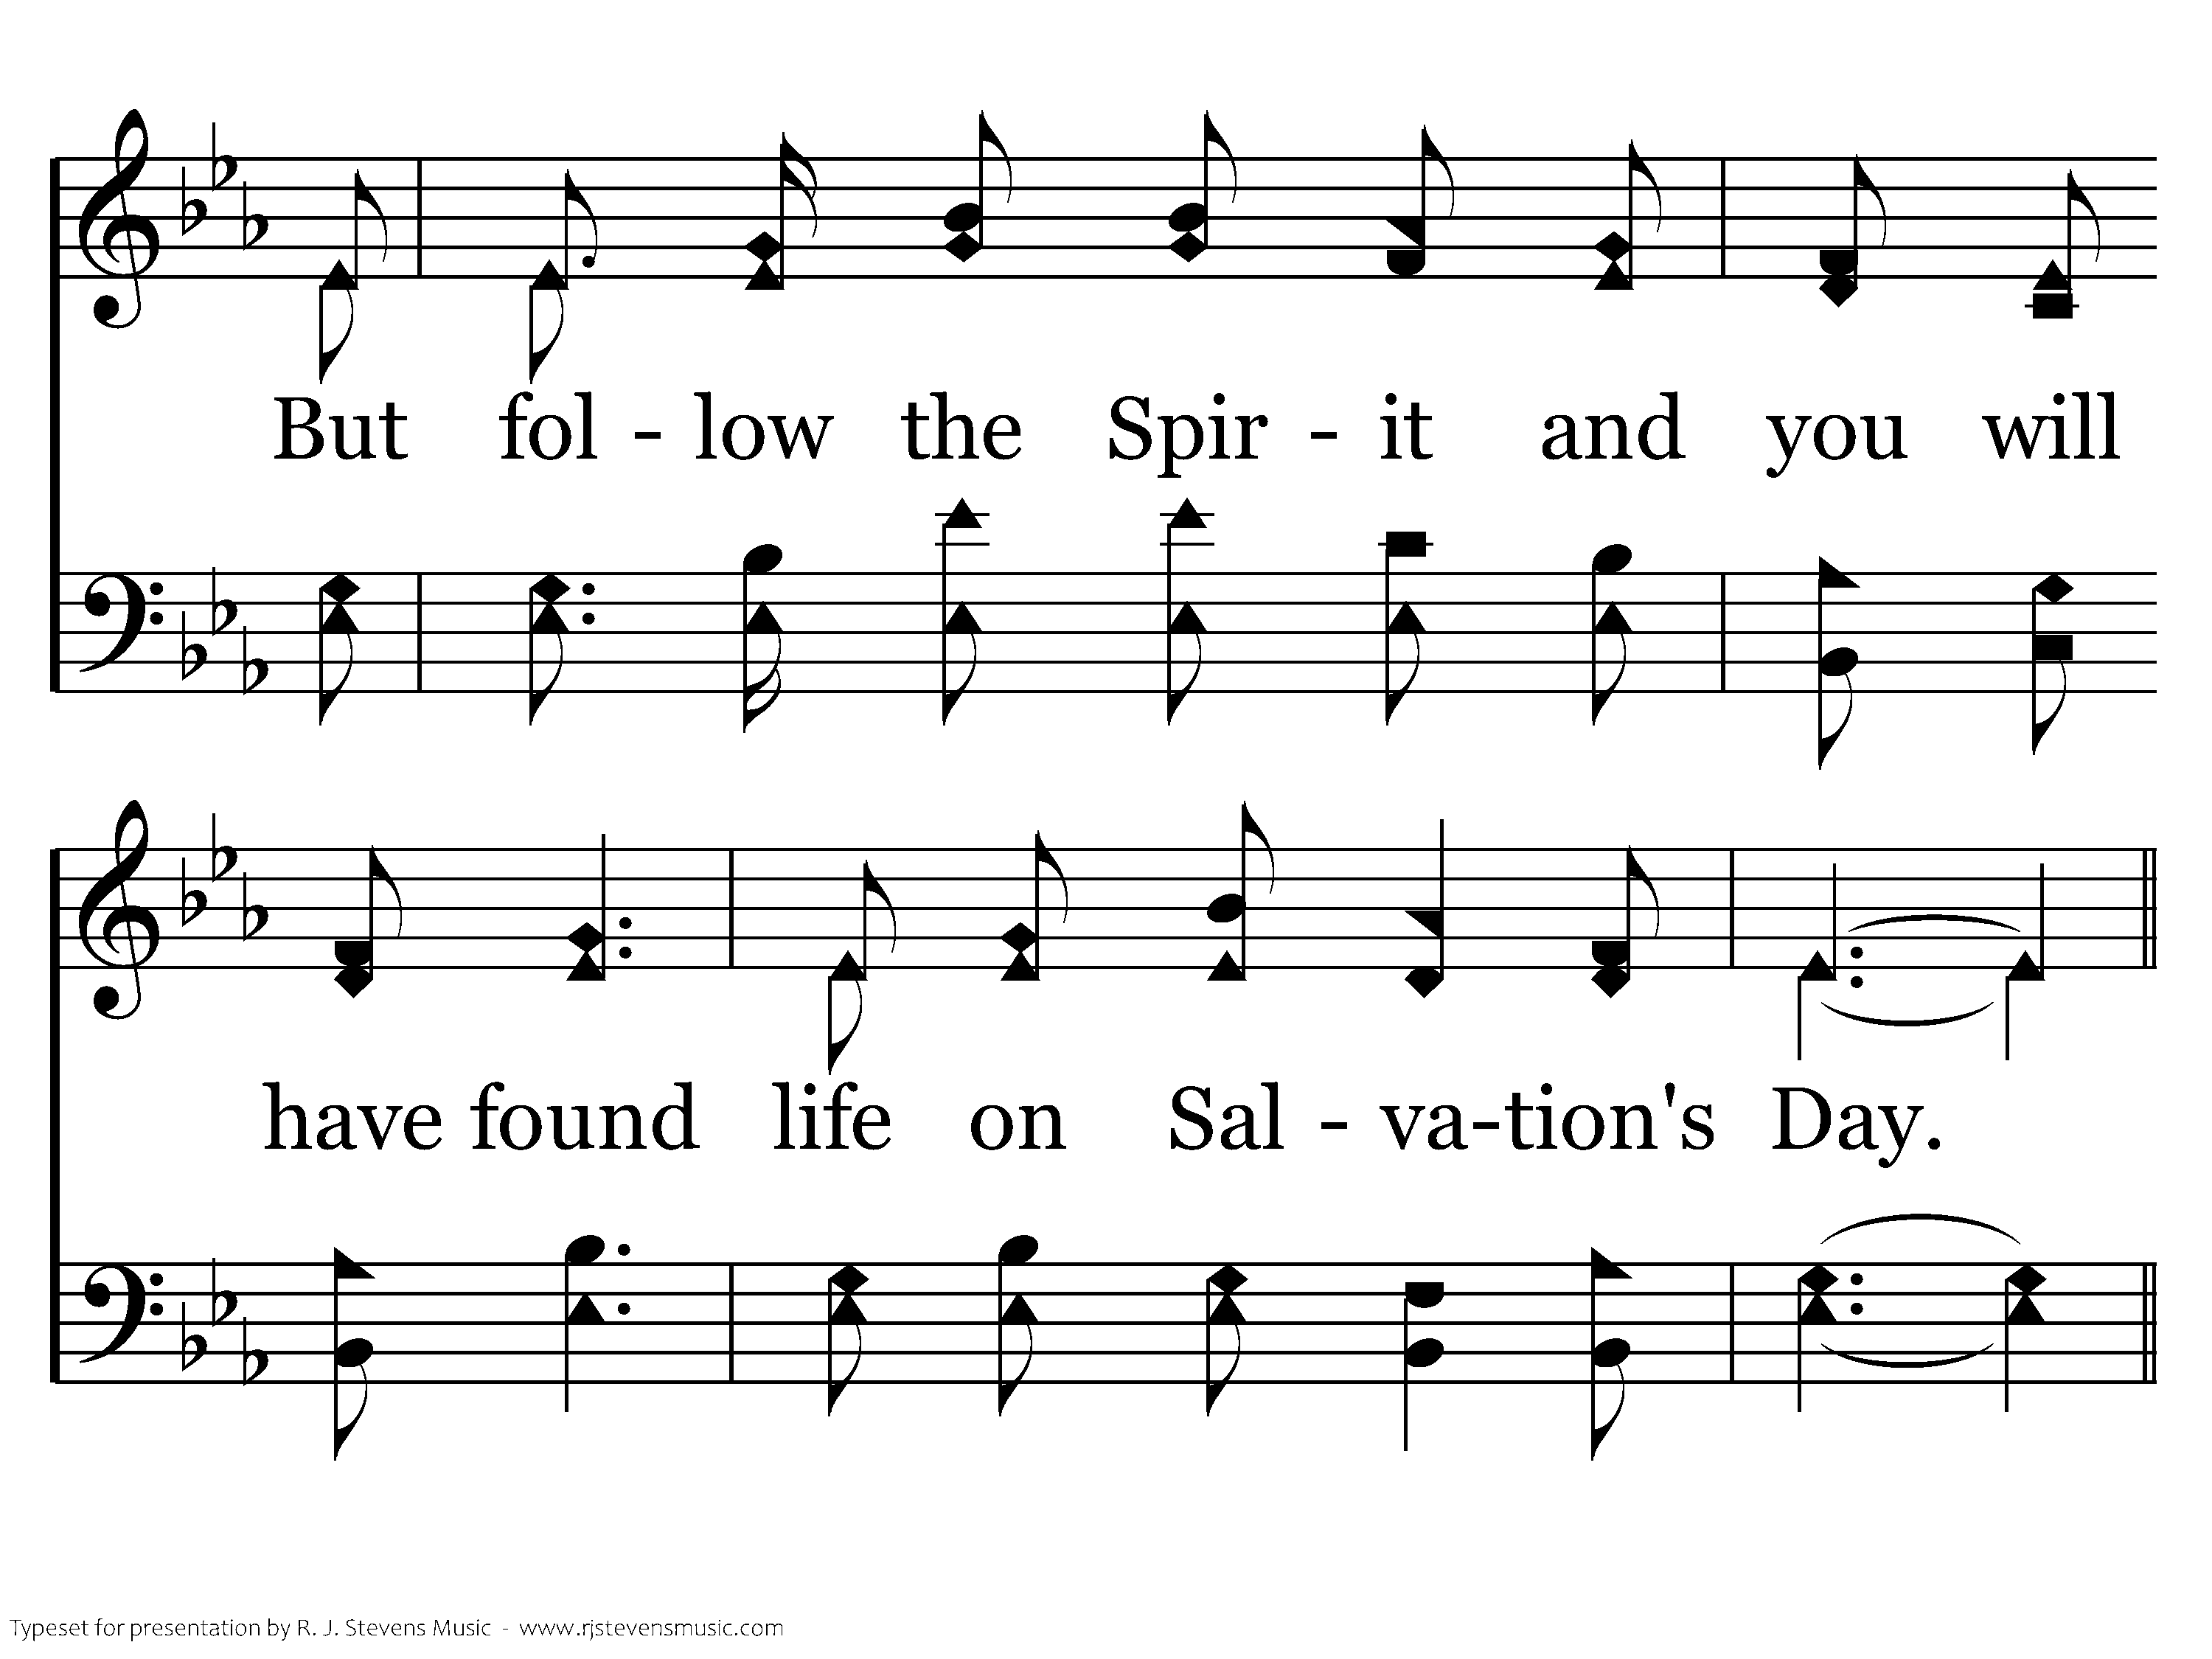 But fol - low the Spir - it and you will
have found life on Sal - va-tion's Day.
Typeset for presentation by R. J. Stevens Music - www.rjstevensmusic.com